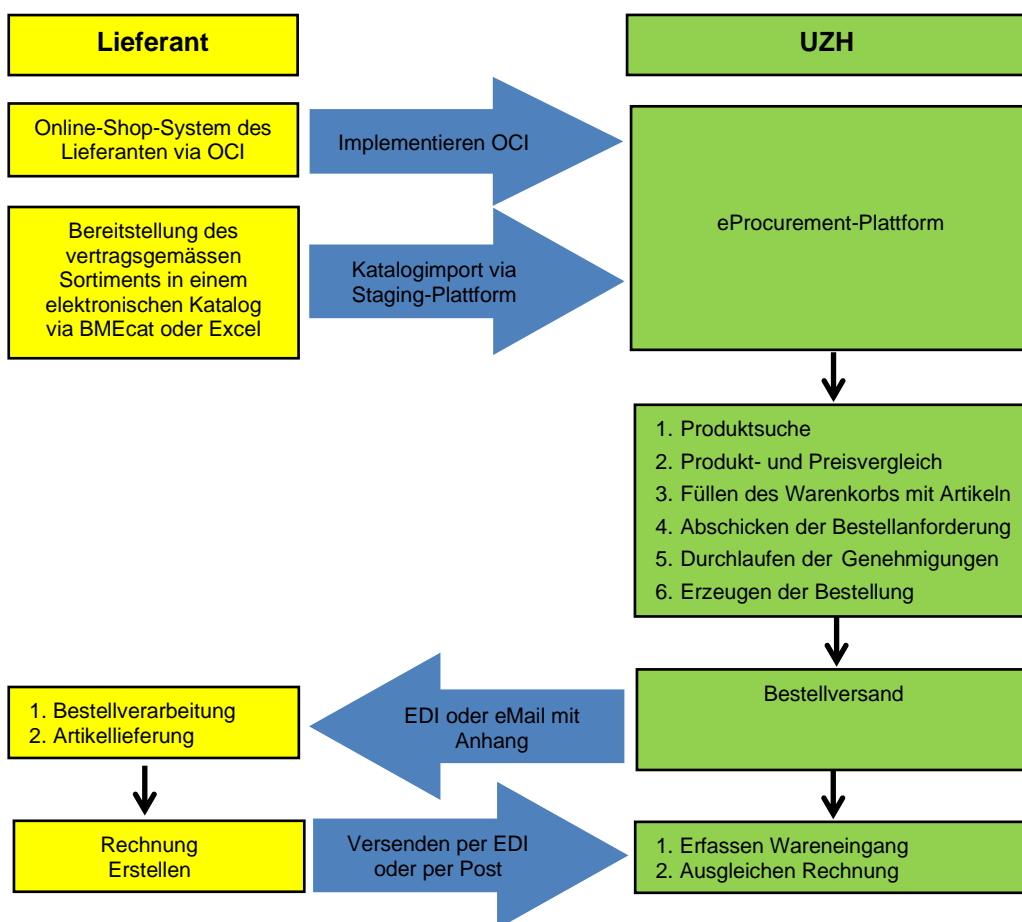 Lieferant
UZH
Online-Shop-System des
Lieferanten via OCI
Implementieren OCI
eProcurement-Plattform
Bereitstellung des
vertragsgemässen
Sortiments in einem
elektronischen Katalog
via BMEcat oder Excel
Katalogimport via
Staging-Plattform
1. Produktsuche
2. Produkt- und Preisvergleich
3. Füllen des Warenkorbs mit Artikeln
4. Abschicken der Bestellanforderung
5. Durchlaufen der Genehmigungen
6. Erzeugen der Bestellung
Bestellversand
EDI oder eMail mit
Anhang
1. Bestellverarbeitung
2. Artikellieferung
Rechnung
Erstellen
Versenden per EDI
oder per Post
1. Erfassen Wareneingang
2. Ausgleichen Rechnung